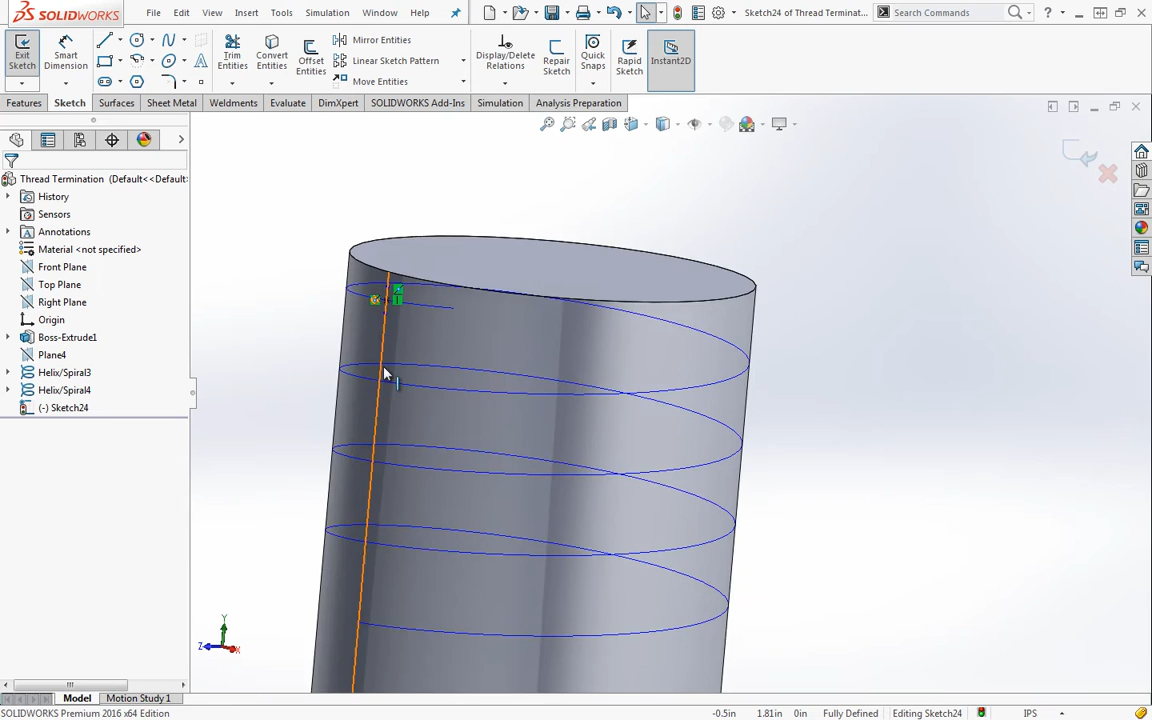 SOLIDWORKS File Edit View Insert Tools Simulation Window Help Sketch24 of Thread Terminat... Search Commands
Exit Sketch Smart Dimension Trim Entities Convert Entities Offset Entities Mirror Entities Linear Sketch Pattern Move Entities Display/Delete Relations Repair Sketch Quick Snaps Rapid Sketch Instant2D
Features Sketch Surfaces Sheet Metal Weldments Evaluate DimXpert SOLIDWORKS Add-Ins Simulation Analysis Preparation
Thread Termination (Default<<Default
History
Sensors
Annotations
Material <not specified>
Front Plane
Top Plane
Right Plane
Origin
Boss-Extrude1
Plane4
Helix/Spiral3
Helix/Spiral4
(-) Sketch24
Y
Z X
Model Motion Study 1
SOLIDWORKS Premium 2016 x64 Edition -0.5in 1.81in 0in Fully Defined Editing Sketch24 IPS